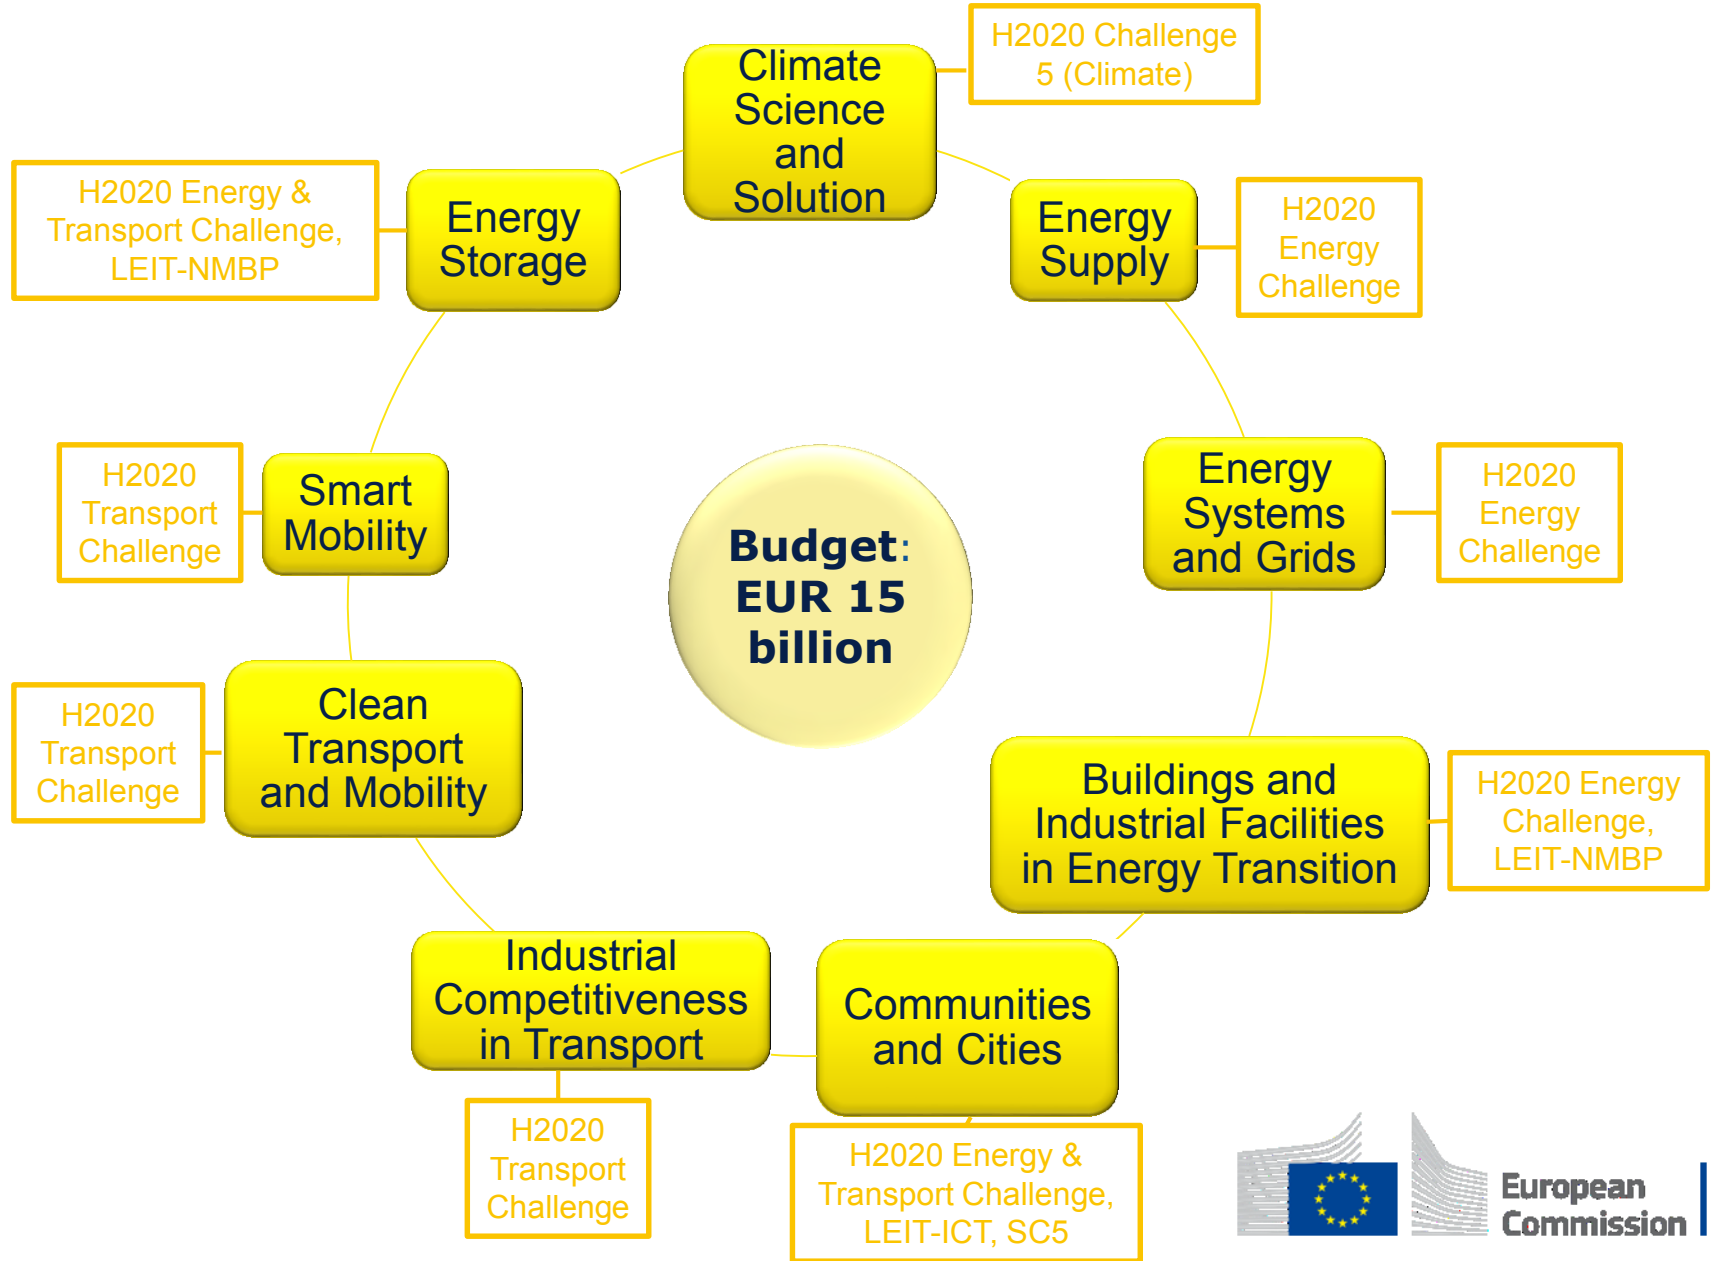 Climate
Science
and
Solution
H2020 Challenge
5 (Climate)
Energy
Supply
H2020
Energy
Challenge
Energy
Systems
and Grids
H2020
Energy
Challenge
Buildings and
Industrial Facilities
in Energy Transition
H2020 Energy
Challenge,
LEIT-NMBP
Communities
and Cities
H2020 Energy &
Transport Challenge,
LEIT-ICT, SC5
Industrial
Competitiveness
in Transport
H2020
Transport
Challenge
Clean
Transport
and Mobility
H2020
Transport
Challenge
Smart
Mobility
H2020
Transport
Challenge
Energy
Storage
H2020 Energy &
Transport Challenge,
LEIT-NMBP
Budget:
EUR 15
billion
European
Commission